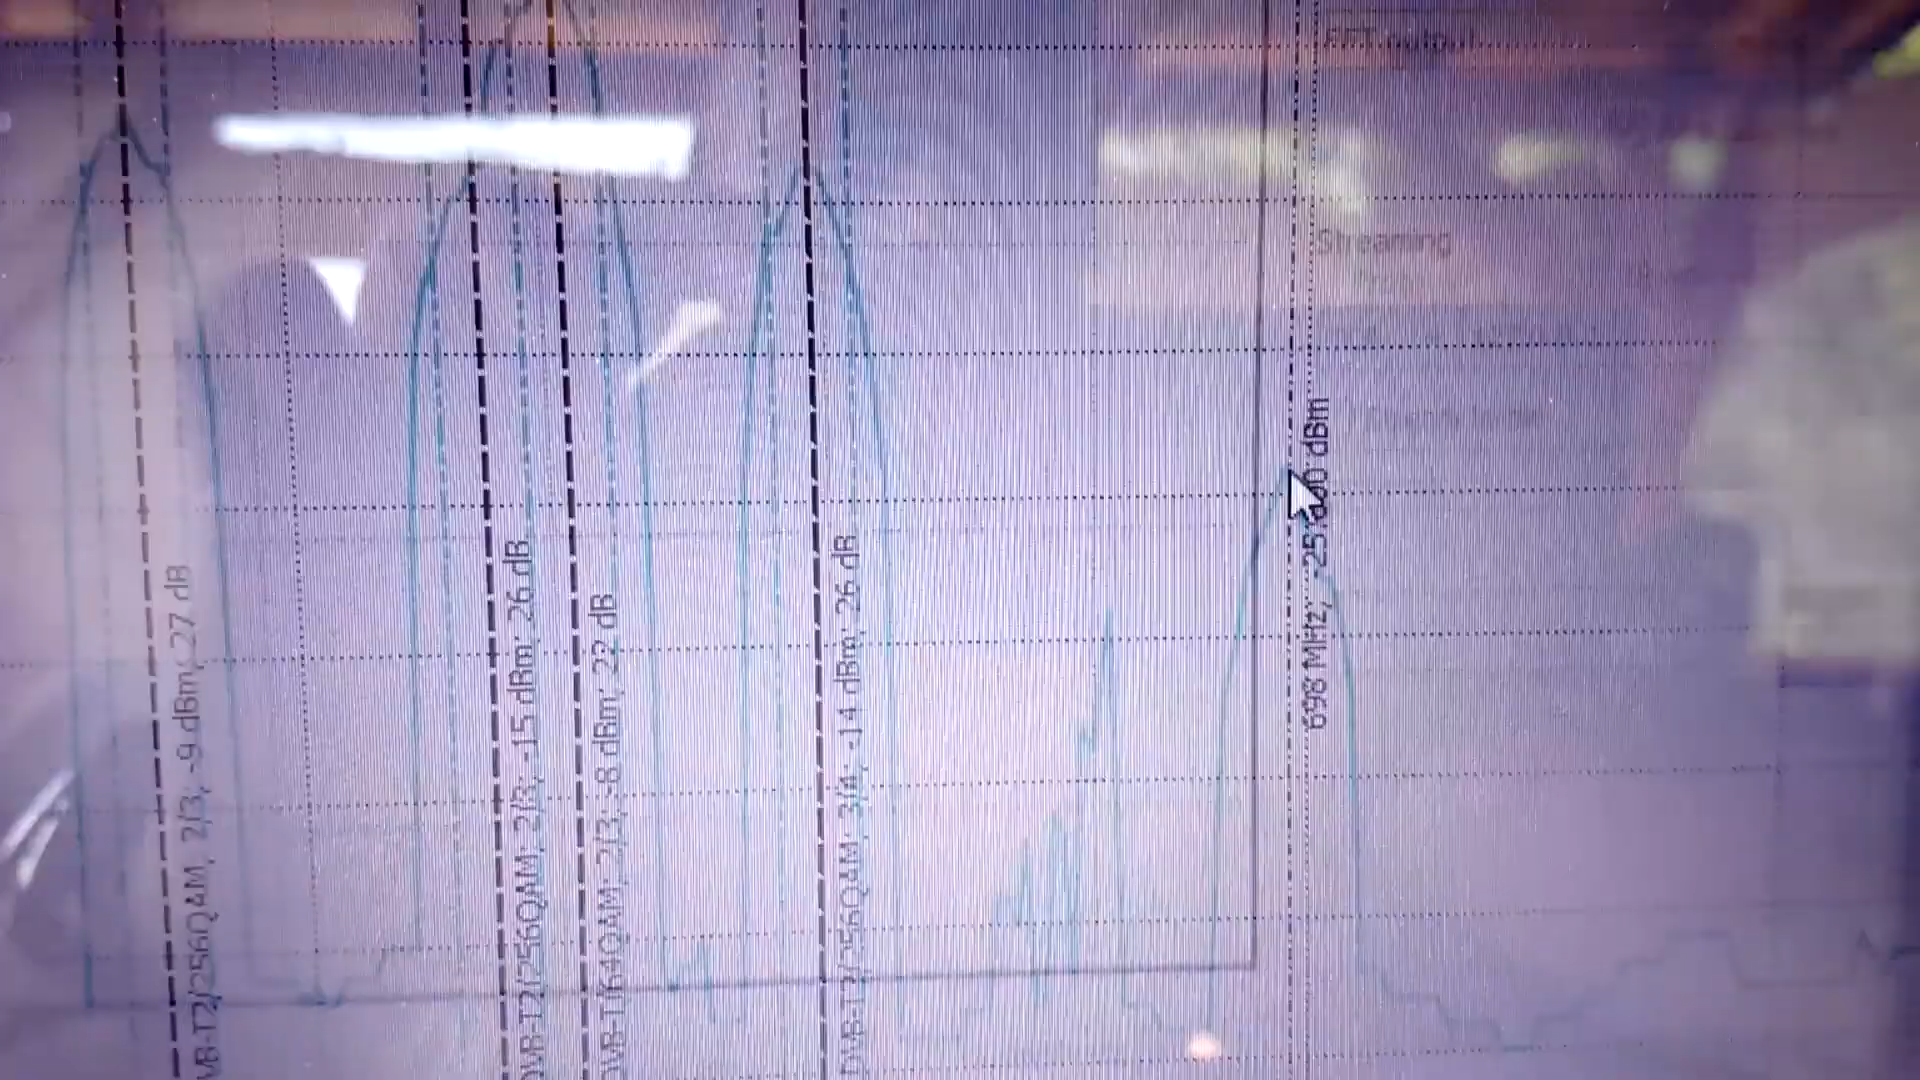 DVB-T2/256QAM; 2/3; -9 dBm; 27 dB
DVB-T2/256QAM; 2/3; -15 dBm; 26 dB
DVB-T/64QAM; 2/3; -8 dBm; 22 dB
DVB-T2/256QAM; 3/4; -14 dBm; 26 dB
698 MHz; dBm
Streaming